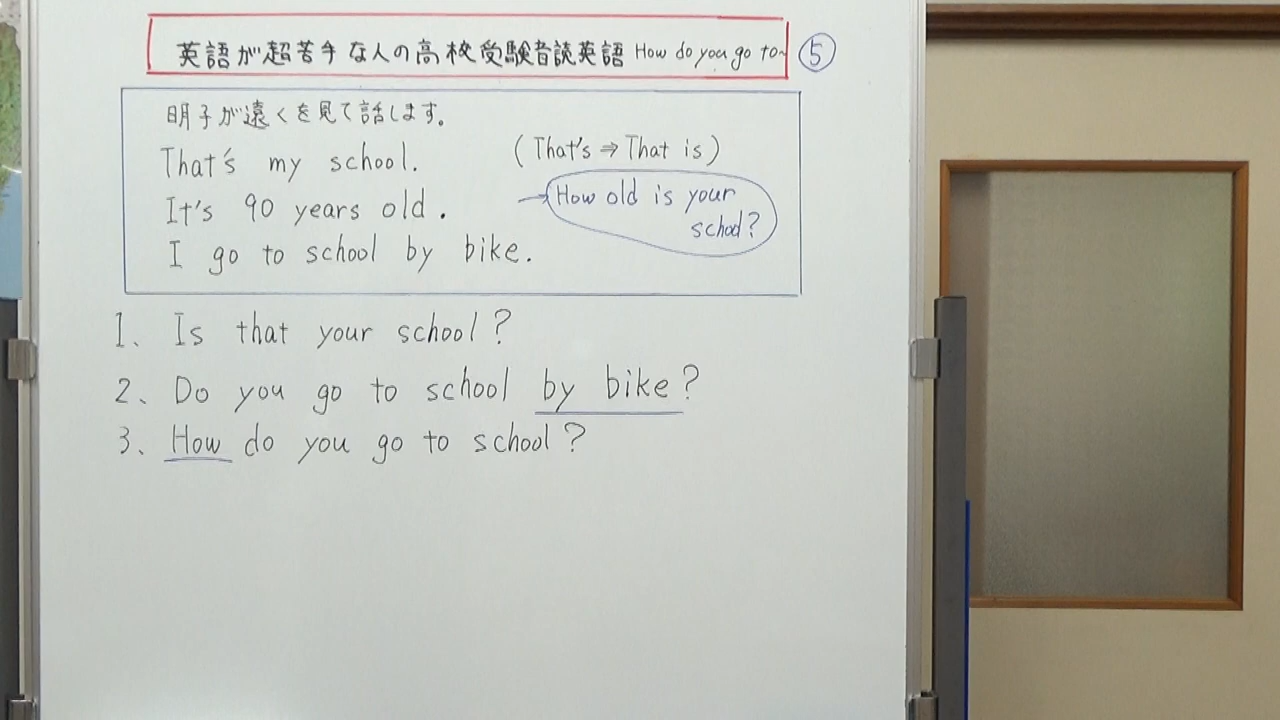 英語が超苦手な人の高校受験音読英語 How do you go to~ ⑤
明子が遠くを見て話します。
That's my school. (That's ⇒ That is)
It's 90 years old. → How old is your
school?
I go to school by bike.
1、 Is that your school?
2、 Do you go to school by bike?
3、 How do you go to school?